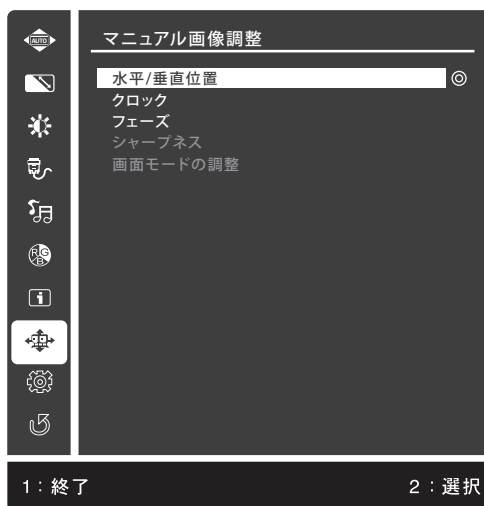 AUTO
マニュアル画像調整
水平/垂直位置
クロック
フェーズ
シャープネス
画面モードの調整
R G B
i
1：終了
2：選択